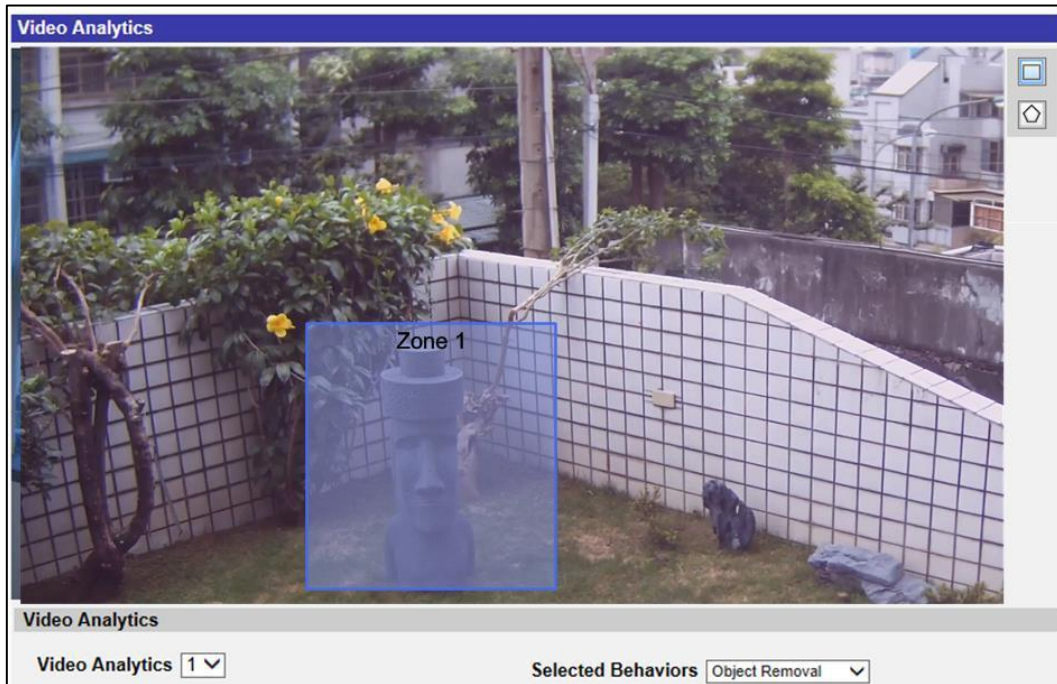 Video Analytics
Zone 1
Video Analytics
Video Analytics 1
Selected Behaviors Object Removal